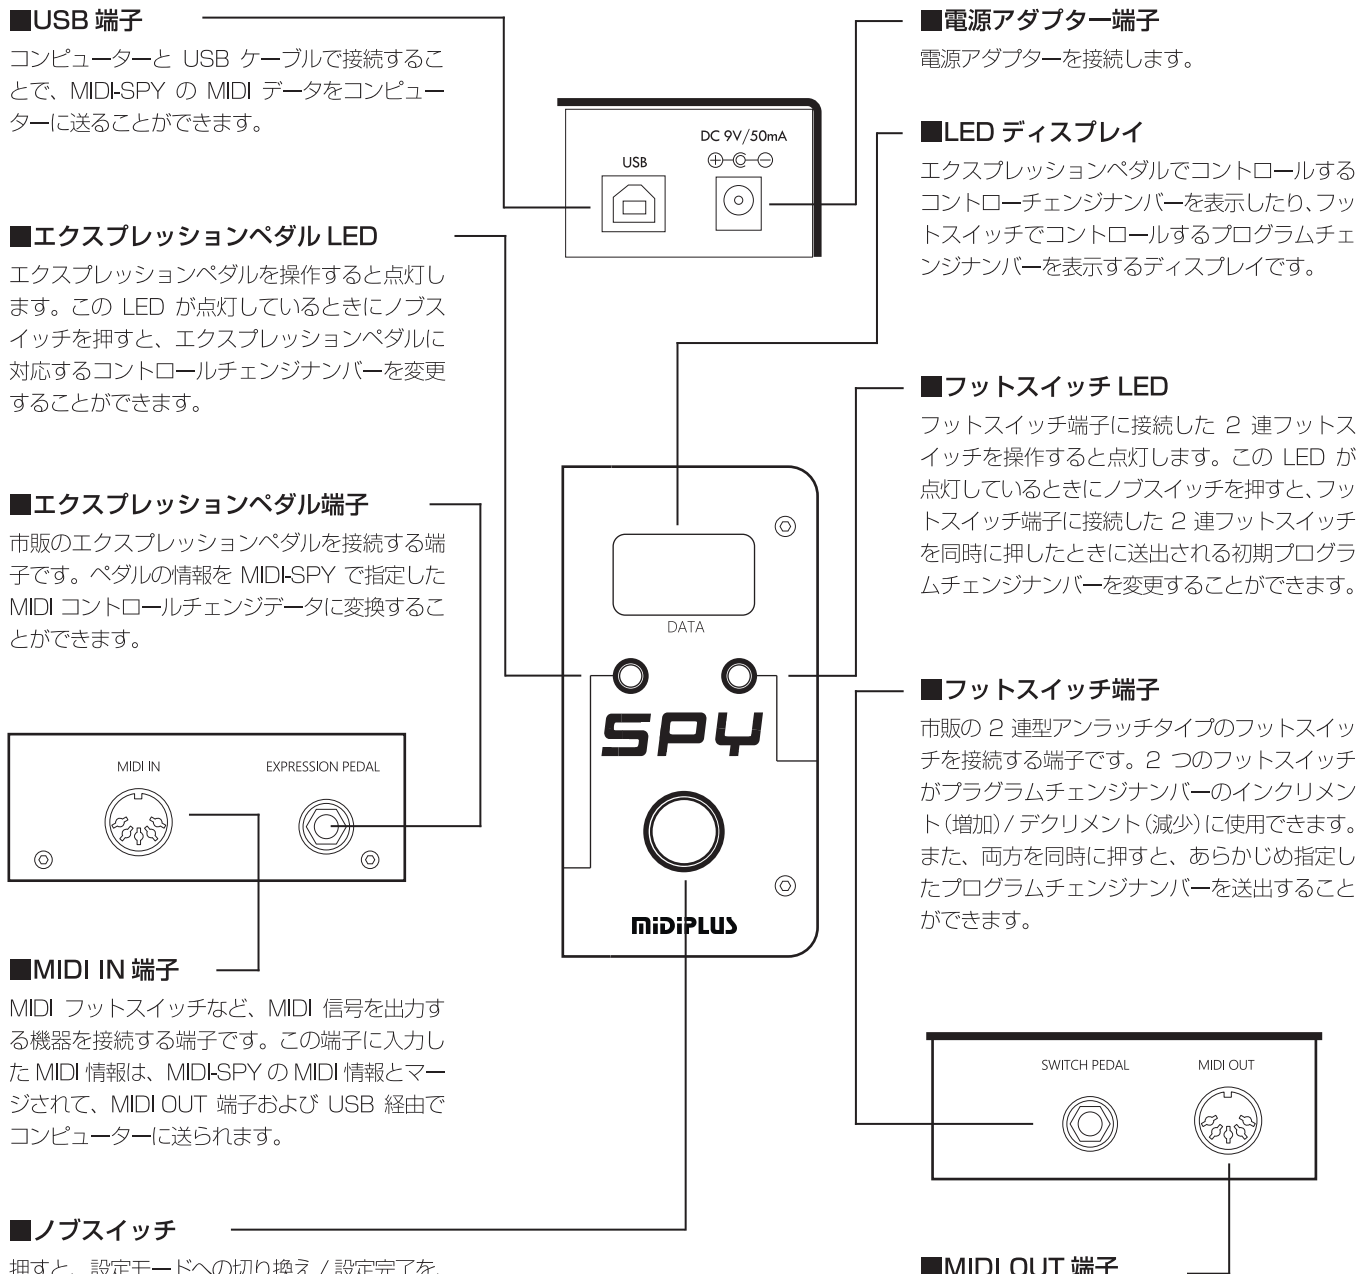 ■USB 端子
コンピューターと USB ケーブルで接続するこ
とで、MIDI-SPY の MIDI データをコンピュー
ターに送ることができます。
■エクスプレッションペダル LED
エクスプレッションペダルを操作すると点灯し
ます。この LED が点灯しているときにノブス
イッチを押すと、エクスプレッションペダルに
対応するコントロールチェンジナンバーを変更
することができます。
■エクスプレッションペダル端子
市販のエクスプレッションペダルを接続する端
子です。ペダルの情報を MIDI-SPY で指定した
MIDI コントロールチェンジデータに変換するこ
とができます。
MIDI IN
EXPRESSION PEDAL
■MIDI IN 端子
MIDI フットスイッチなど、MIDI 信号を出力す
る機器を接続する端子です。この端子に入力し
た MIDI 情報は、MIDI-SPY の MIDI 情報とマー
ジされて、MIDI OUT 端子および USB 経由で
コンピューターに送られます。
■ノブスイッチ
押すと、設定モードへの切り換え / 設定完了を、
USB
DC 9V/50mA
DATA
SPY
MIDIPLUS
■電源アダプター端子
電源アダプターを接続します。
■LED ディスプレイ
エクスプレッションペダルでコントロールする
コントローチェンジナンバーを表示したり、フッ
トスイッチでコントロールするプログラムチェ
ンジナンバーを表示するディスプレイです。
■フットスイッチ LED
フットスイッチ端子に接続した 2 連フットス
イッチを操作すると点灯します。この LED が
点灯しているときにノブスイッチを押すと、フッ
トスイッチ端子に接続した 2 連フットスイッチ
を同時に押したときに送出される初期プログラ
ムチェンジナンバーを変更することができます。
■フットスイッチ端子
市販の 2 連型アンラッチタイプのフットスイッ
チを接続する端子です。2 つのフットスイッチ
がプラグラムチェンジナンバーのインクリメン
ト(増加)/ デクリメント(減少)に使用できます。
また、両方を同時に押すと、あらかじめ指定し
たプログラムチェンジナンバーを送出すること
ができます。
SWITCH PEDAL
MIDI OUT
■MIDI OUT 端子